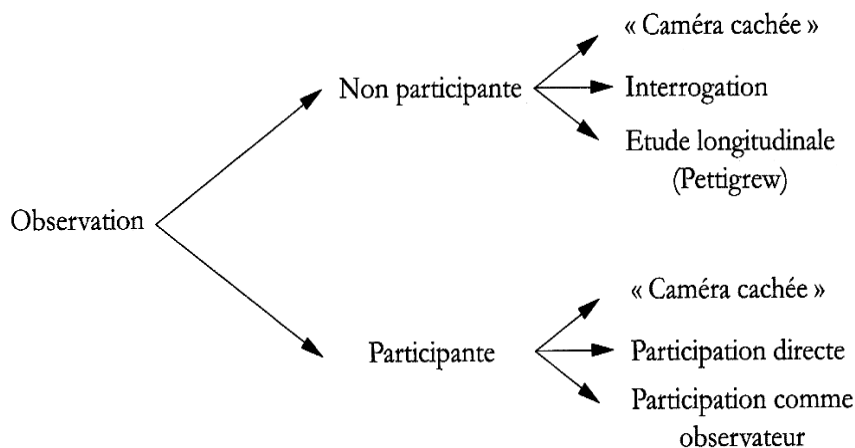 « Caméra cachée »
Non participante
Interrogation
Etude longitudinale
(Pettigrew)
Observation
« Caméra cachée »
Participante
Participation directe
Participation comme
observateur